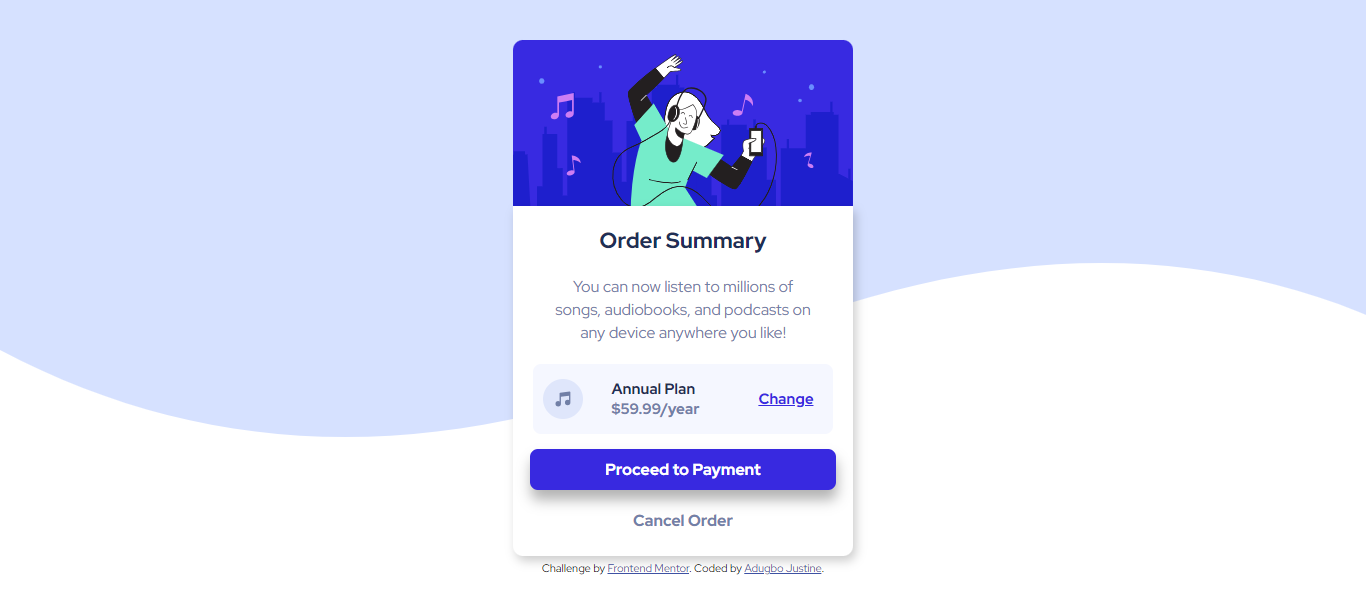 Order Summary
You can now listen to millions of
songs, audiobooks, and podcasts on
any device anywhere you like!
Annual Plan
$59.99/year
Change
Proceed to Payment
Cancel Order
Challenge by Frontend Mentor. Coded by Adugbo Justine.